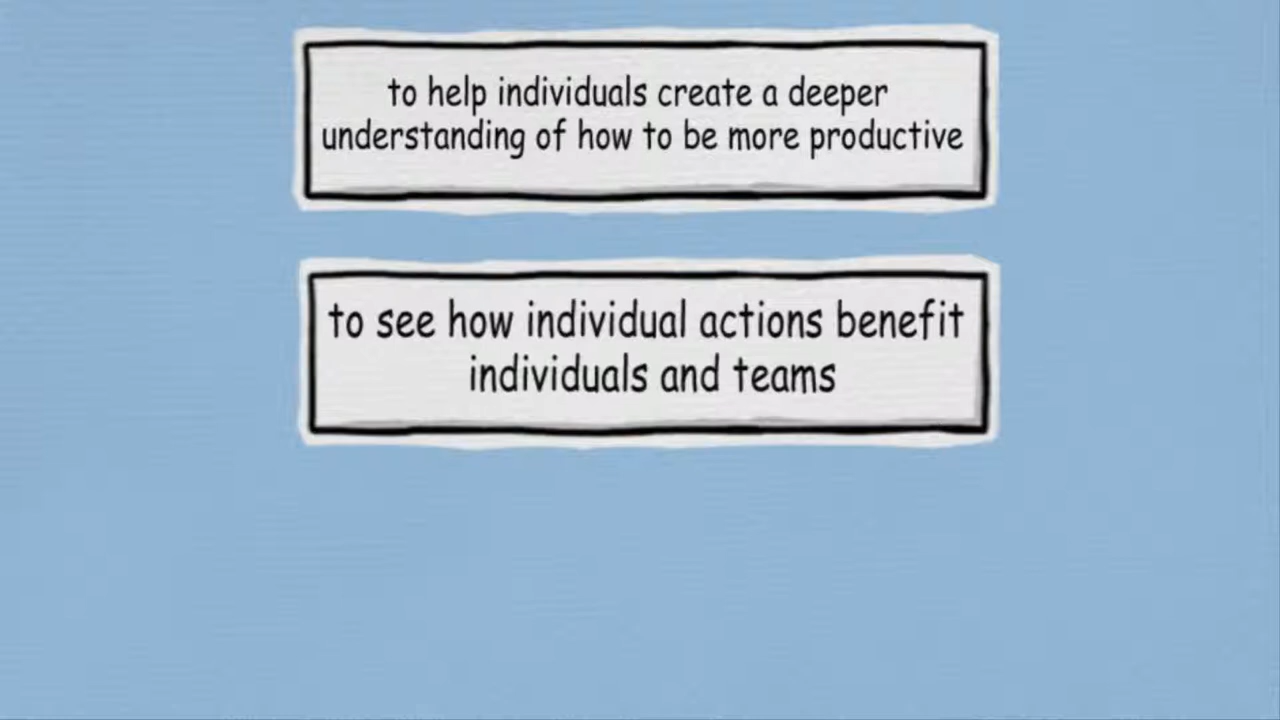 to help individuals create a deeper
understanding of how to be more productive
to see how individual actions benefit
individuals and teams